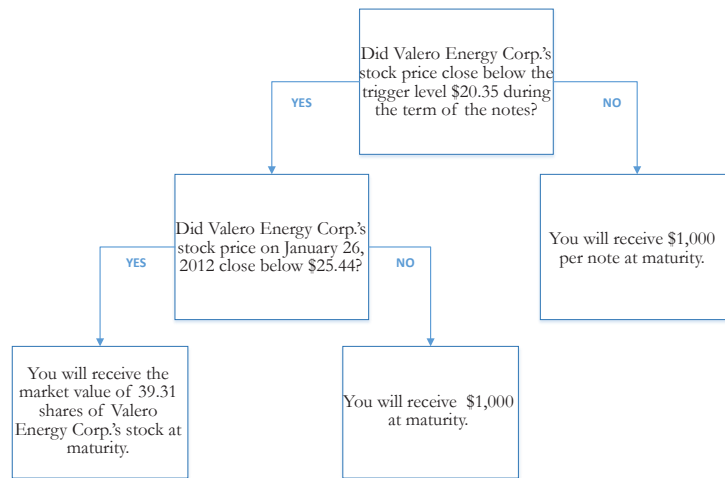 Did Valero Energy Corp.'s
stock price close below the
trigger level $20.35 during
the term of the notes?
YES
NO
Did Valero Energy Corp.'s
stock price on January 26,
2012 close below $25.44?
You will receive $1,000
per note at maturity.
YES
NO
You will receive the
market value of 39.31
shares of Valero
Energy Corp.'s stock at
maturity.
You will receive $1,000
at maturity.